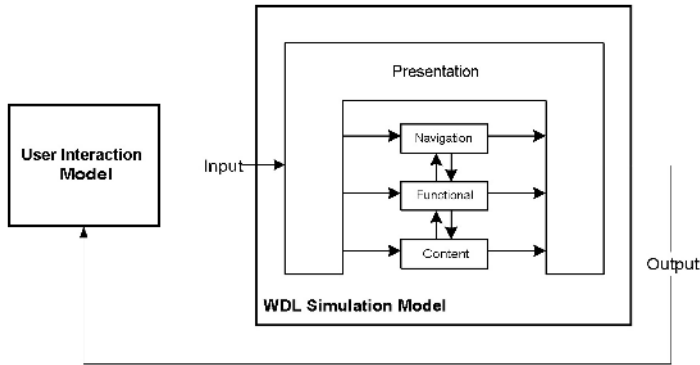 Presentation
Navigation
User Interaction
Model
Input
Functional
Content
Output
WDL Simulation Model